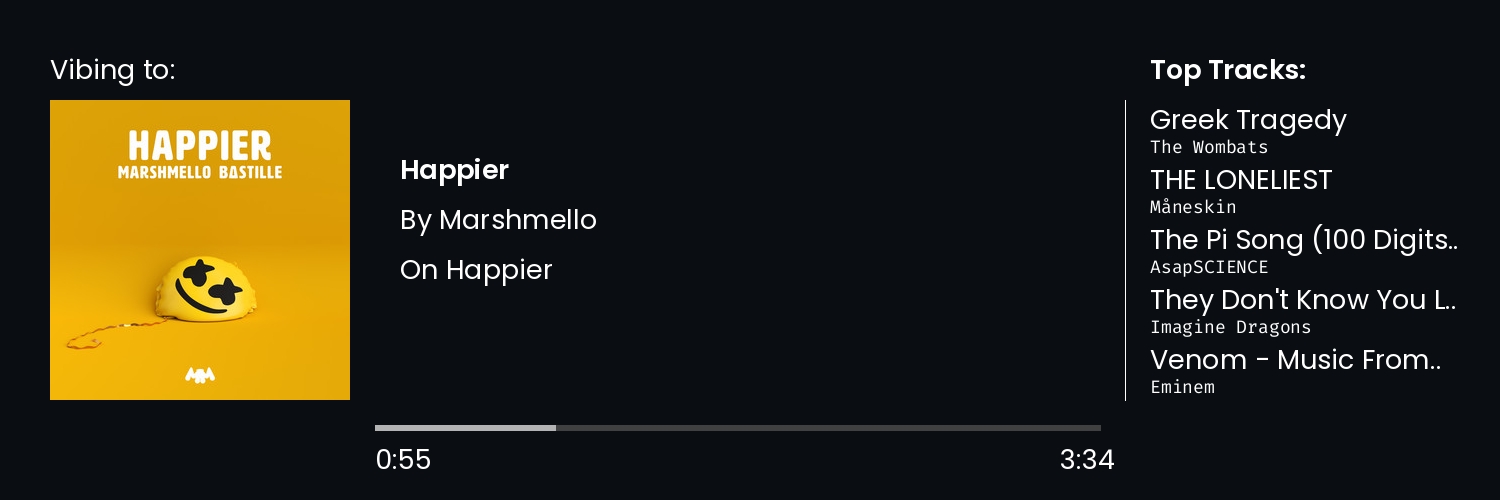 Vibing to:
HAPPIER
MARSHMELLO BΔSTILLE
Happier
By Marshmello
On Happier
0:55
3:34
Top Tracks:
Greek Tragedy
The Wombats
THE LONELIEST
Måneskin
The Pi Song (100 Digits..
AsapSCIENCE
They Don't Know You L..
Imagine Dragons
Venom - Music From..
Eminem